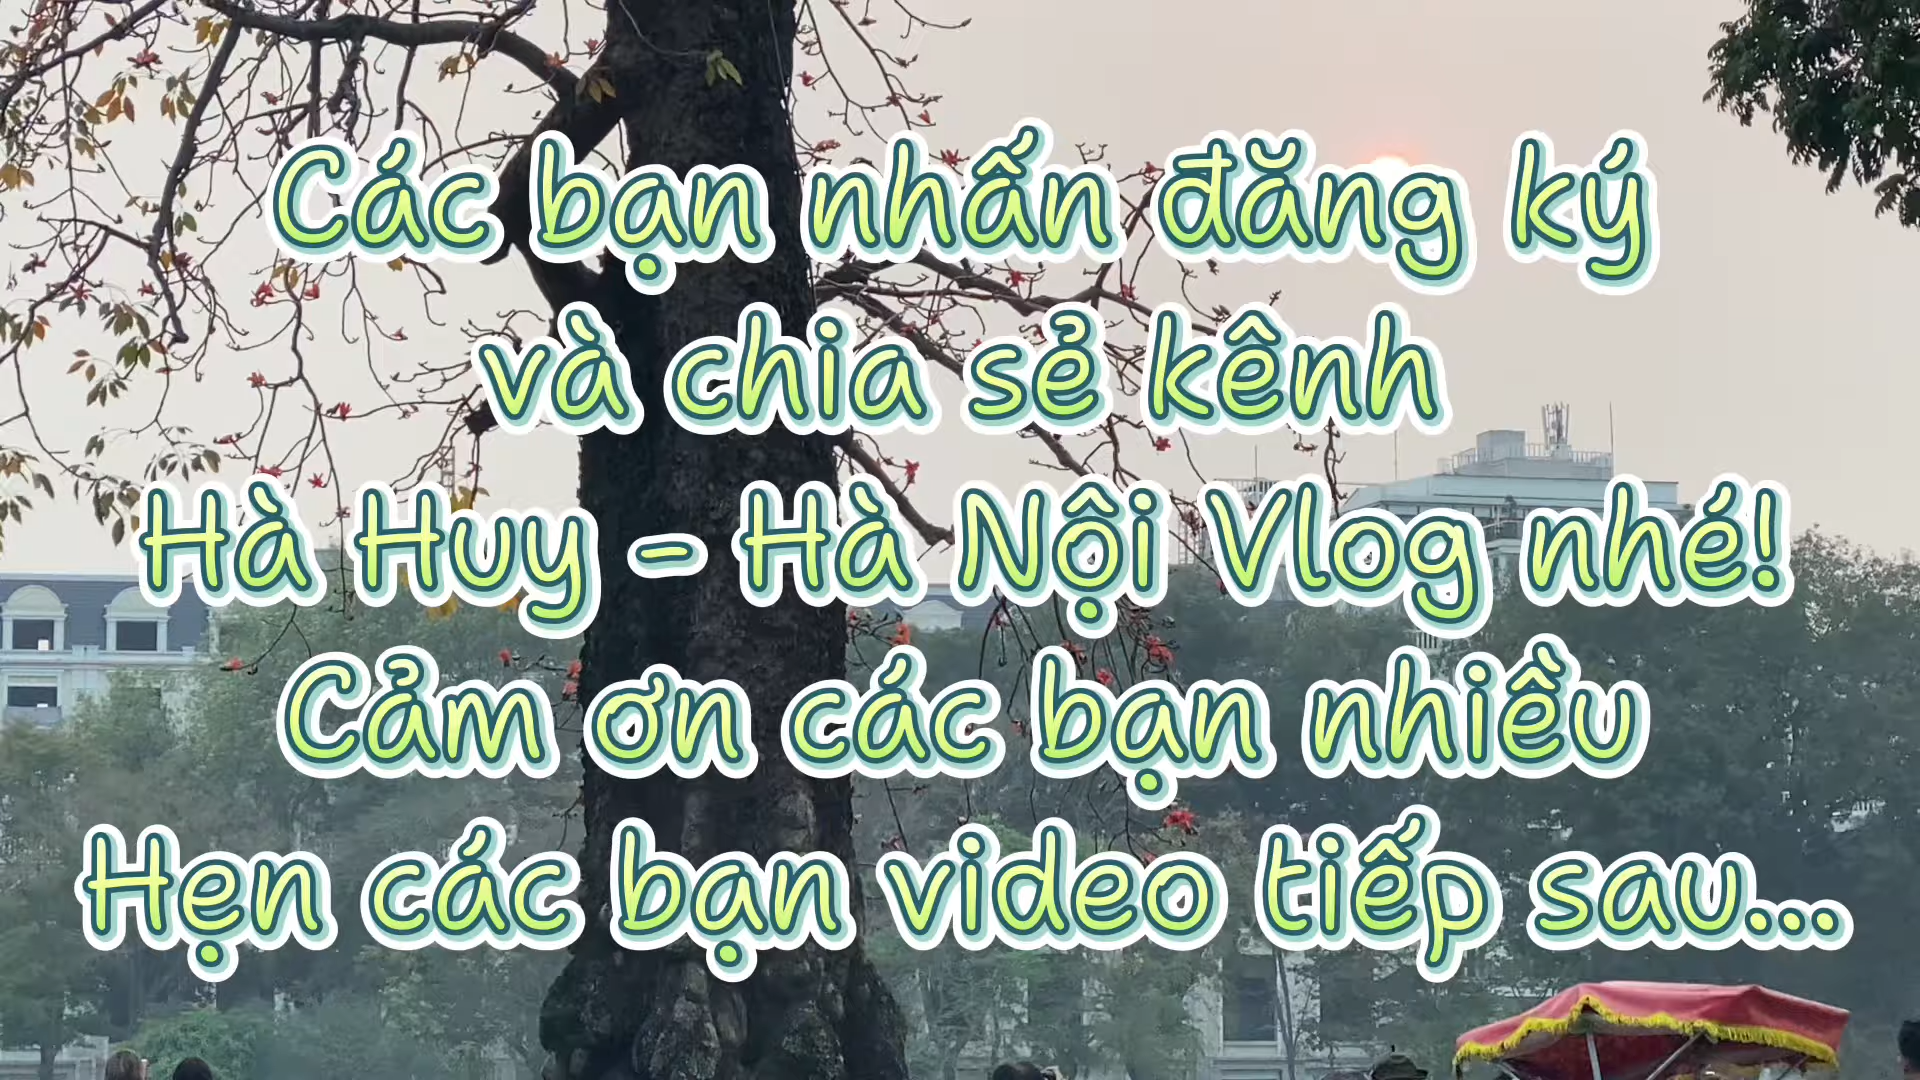 Các bạn nhấn đăng ký
và chia sẻ kênh
Hà Huy - Hà Nội Vlog nhé!
Cảm ơn các bạn nhiều
Hẹn các bạn video tiếp sau...